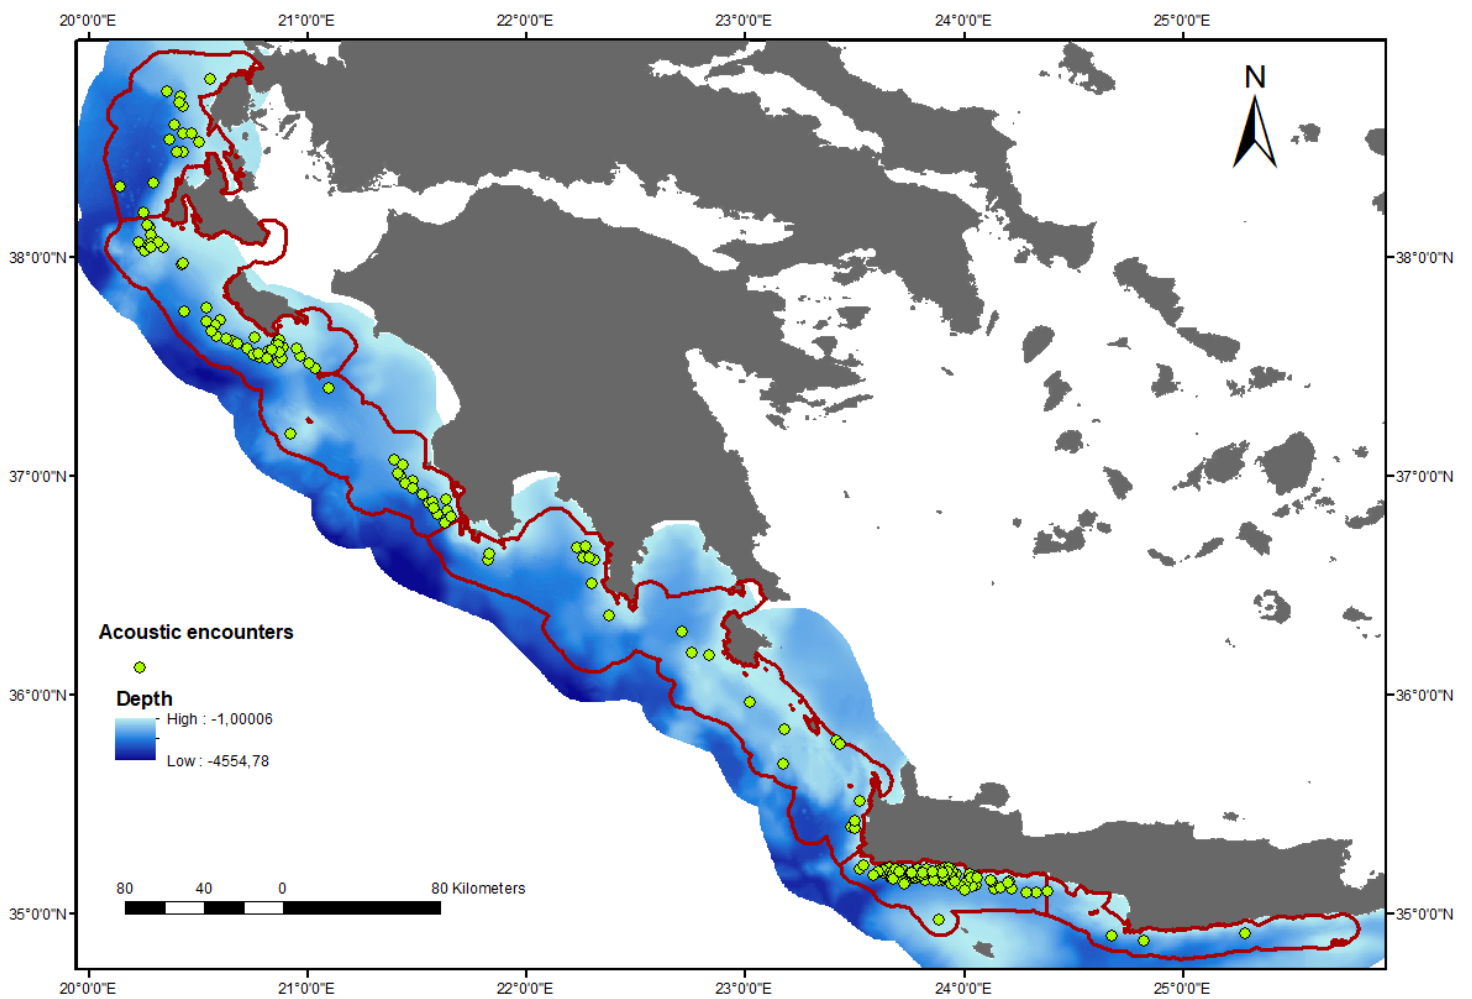 20°0'0"E 21°0'0"E 22°0'0"E 23°0'0"E 24°0'0"E 25°0'0"E
N
38°0'0"N 38°0'0"N
37°0'0"N 37°0'0"N
Acoustic encounters
Depth
36°0'0"N 36°0'0"N
High : -1,00006
Low : -4554,78
80 40 0 80 Kilometers
35°0'0"N 35°0'0"N
20°0'0"E 21°0'0"E 22°0'0"E 23°0'0"E 24°0'0"E 25°0'0"E